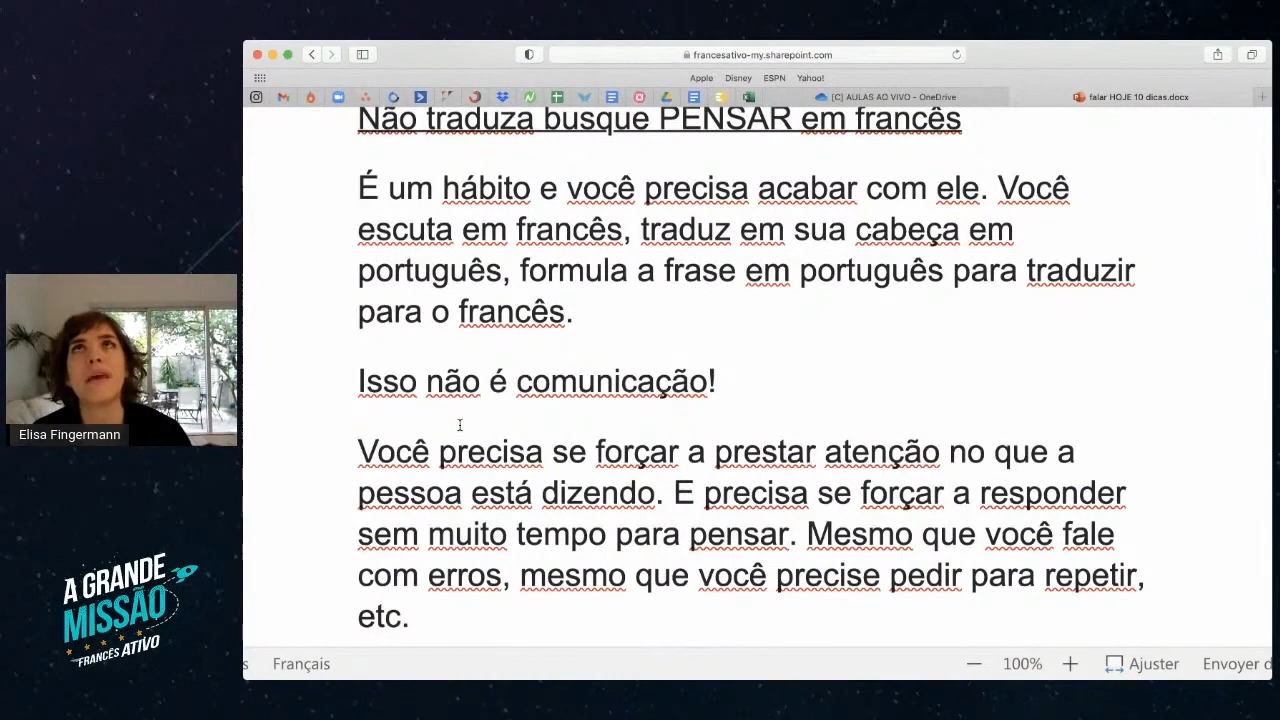 francesativo-my.sharepoint.com
Apple Disney ESPN Yahoo!
[C] AULAS AO VIVO - OneDrive
falar HOJE 10 dicas.docx
Não traduza busque PENSAR em francês
É um hábito e você precisa acabar com ele. Você
escuta em francês, traduz em sua cabeça em
português, formula a frase em português para traduzir
para o francês.
Isso não é comunicação!
Você precisa se forçar a prestar atenção no que a
pessoa está dizendo. E precisa se forçar a responder
sem muito tempo para pensar. Mesmo que você fale
com erros, mesmo que você precise pedir para repetir,
etc.
s Français
100% Ajuster Envoyer d
Elisa Fingermann
A GRANDE
MISSÃO
FRANCÊS ATIVO